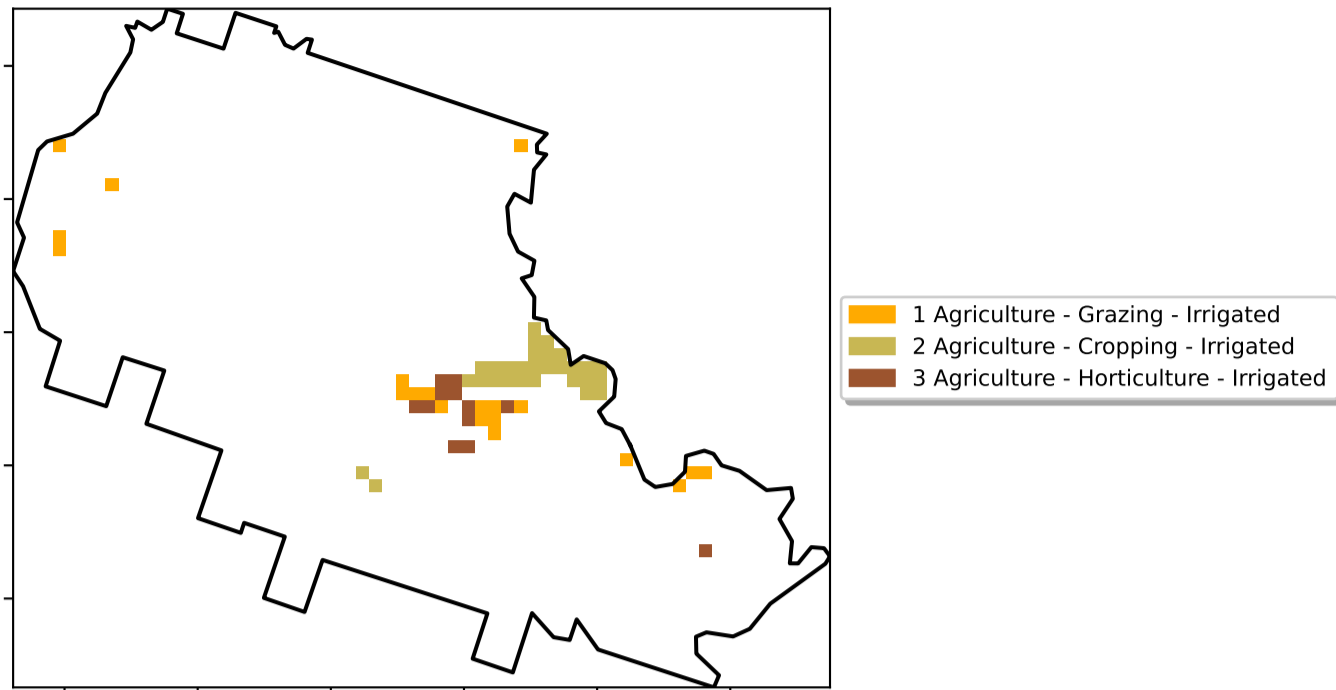 1 Agriculture - Grazing - Irrigated
2 Agriculture - Cropping - Irrigated
3 Agriculture - Horticulture - Irrigated